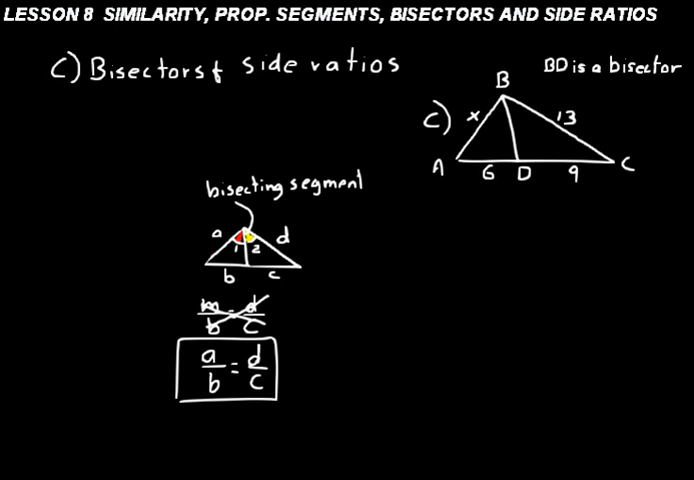 LESSON 8 SIMILARITY, PROP. SEGMENTS, BISECTORS AND SIDE RATIOS
C) Bisectors & side ratios
BD is a bisector
C)
B
x
13
A
6
D
9
C
bisecting segment
a
d
1
2
b
c
m = d
b c
a = d
b c